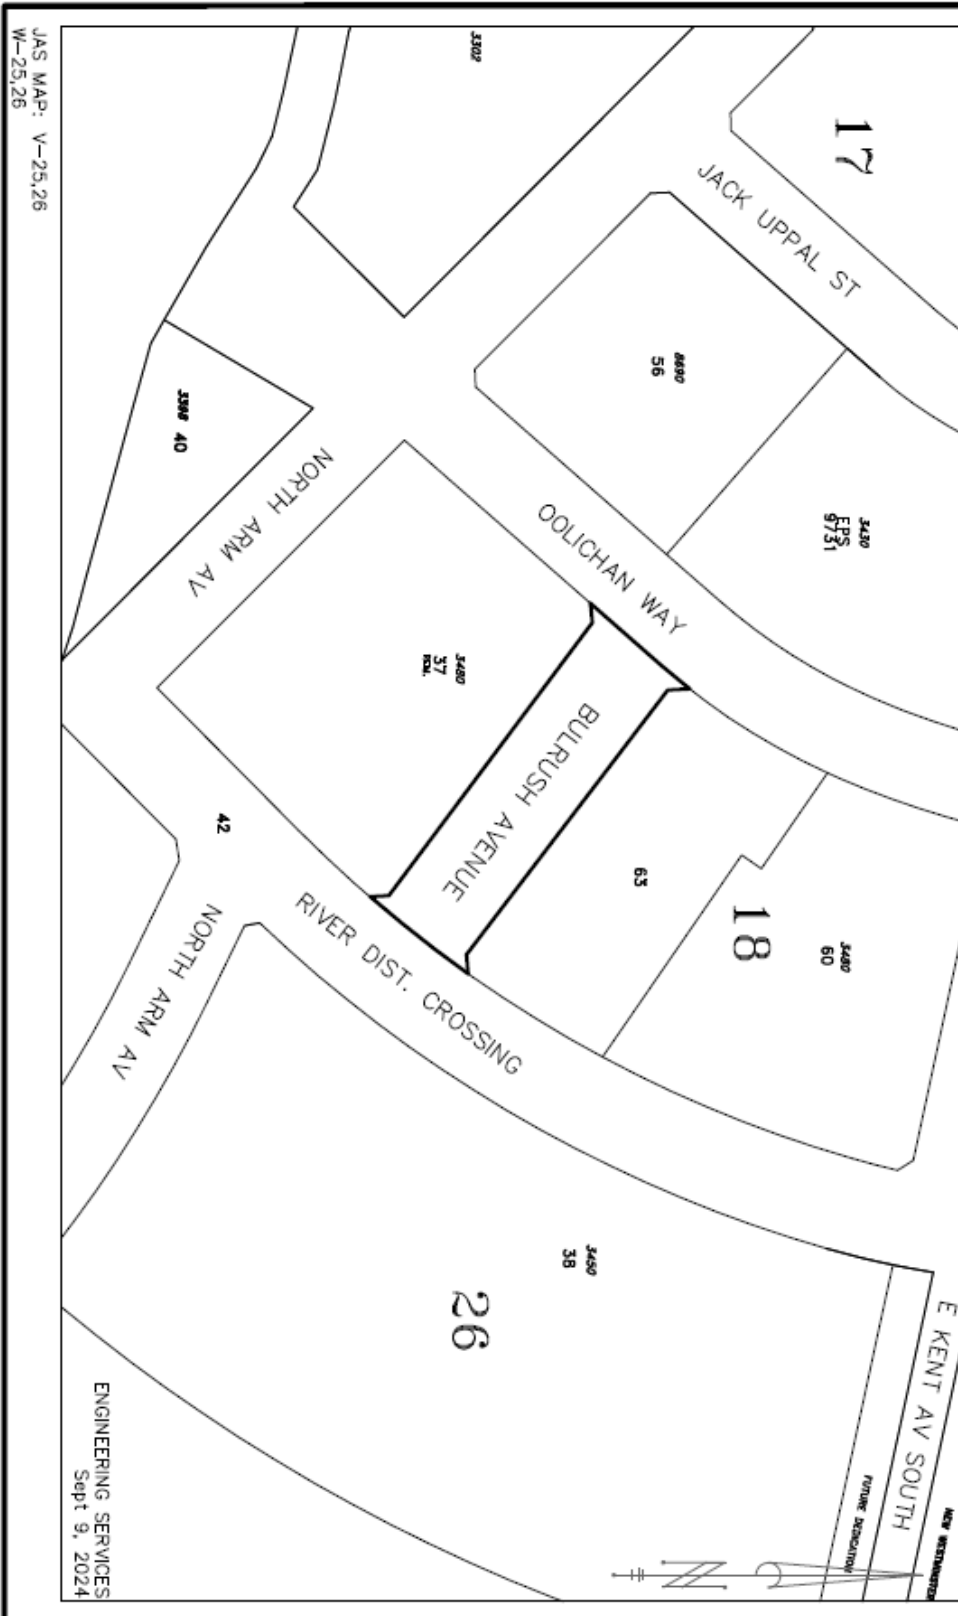 NEW WESTMINSTER
E KENT AV SOUTH
FUTURE DEDICATION
17
JACK UPPAL ST
3430
EPS
9731
3480
60
18
3302
8690
56
OOLICHAN WAY
63
BULRUSH AVENUE
3450
38
26
3480
37
REM.
RIVER DIST. CROSSING
NORTH ARM AV
3398 40
42
NORTH ARM AV
N
ENGINEERING SERVICES
Sept 9, 2024
JAS MAP: V-25,26
W-25,26